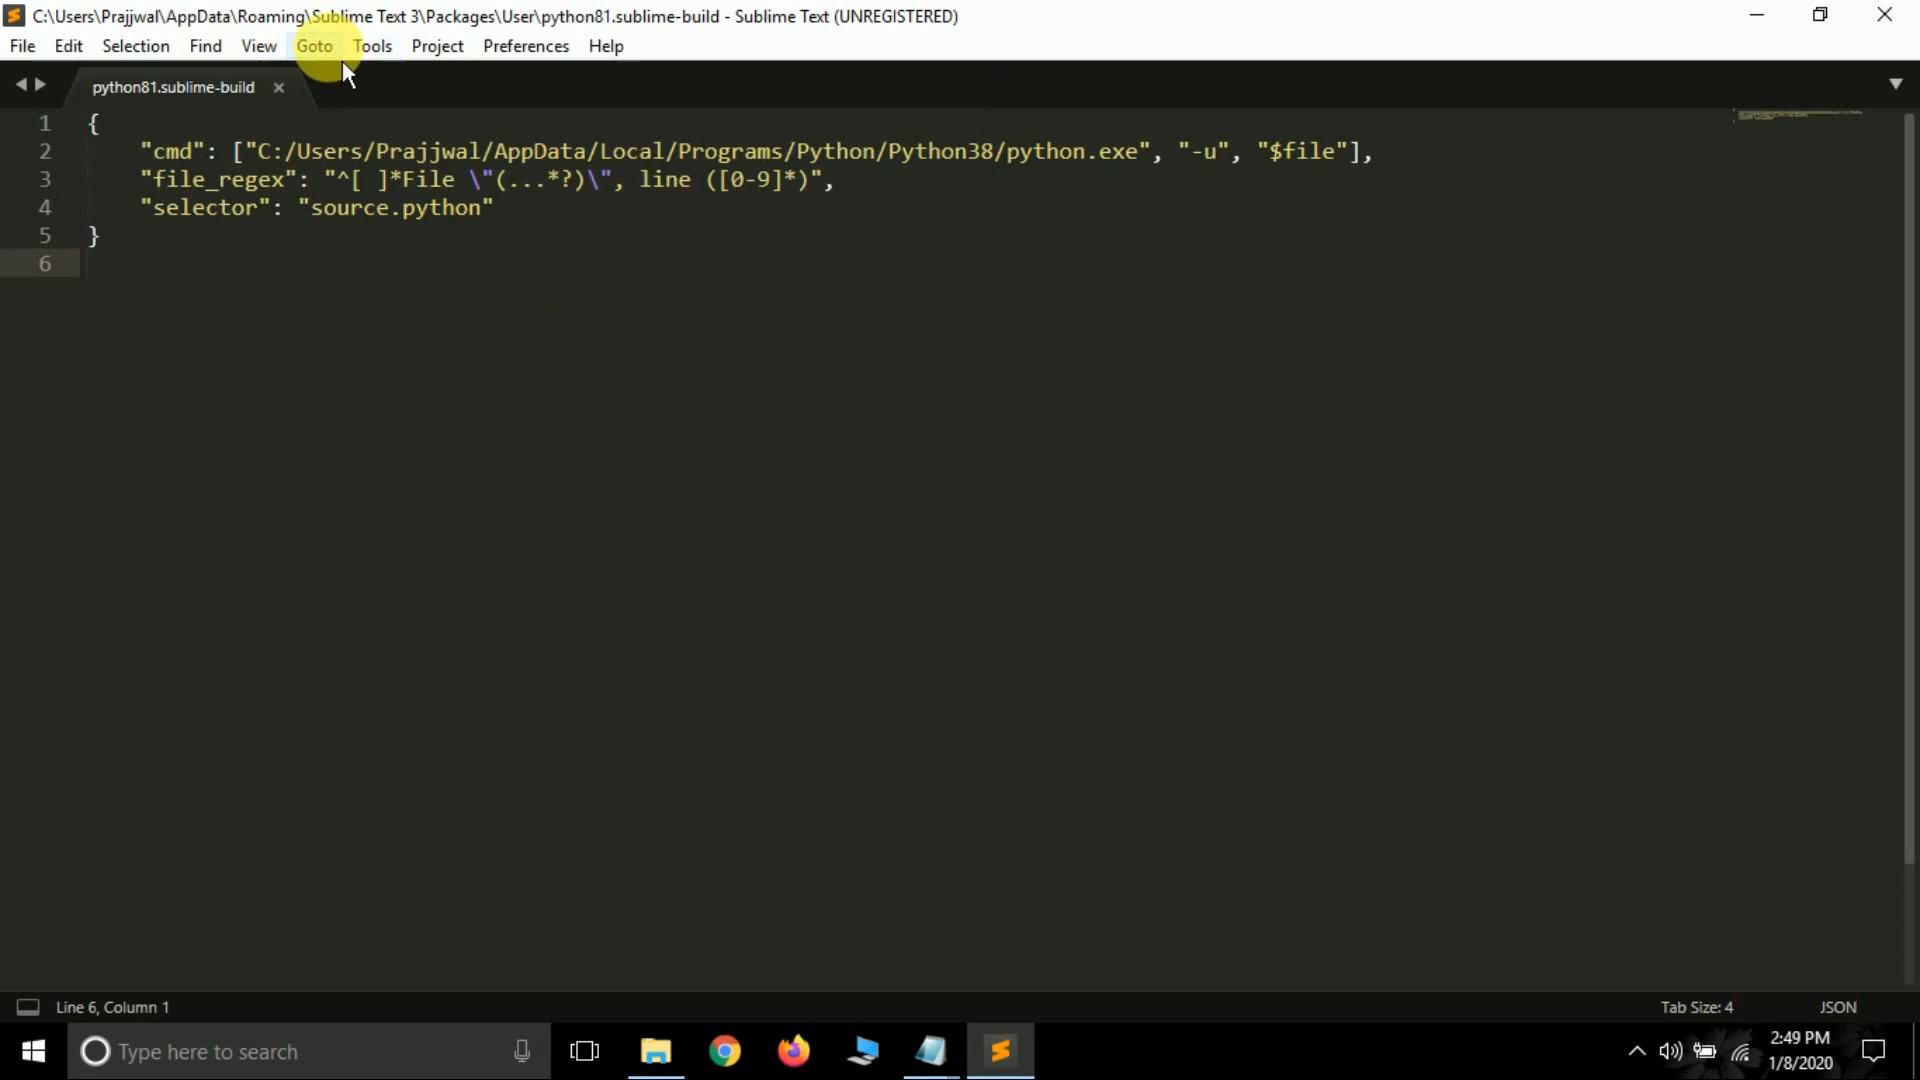 C:\Users\Prajjwal\AppData\Roaming\Sublime Text 3\Packages\User\python81.sublime-build - Sublime Text (UNREGISTERED)
File Edit Selection Find View Goto Tools Project Preferences Help
python81.sublime-build
1 {
2 "cmd": ["C:/Users/Prajjwal/AppData/Local/Programs/Python/Python38/python.exe", "-u", "$file"],
3 "file_regex": "^[ ]*File \"(...*?)\", line ([0-9]*)",
4 "selector": "source.python"
5 }
6
Line 6, Column 1 Tab Size: 4 JSON
Type here to search
2:49 PM
1/8/2020